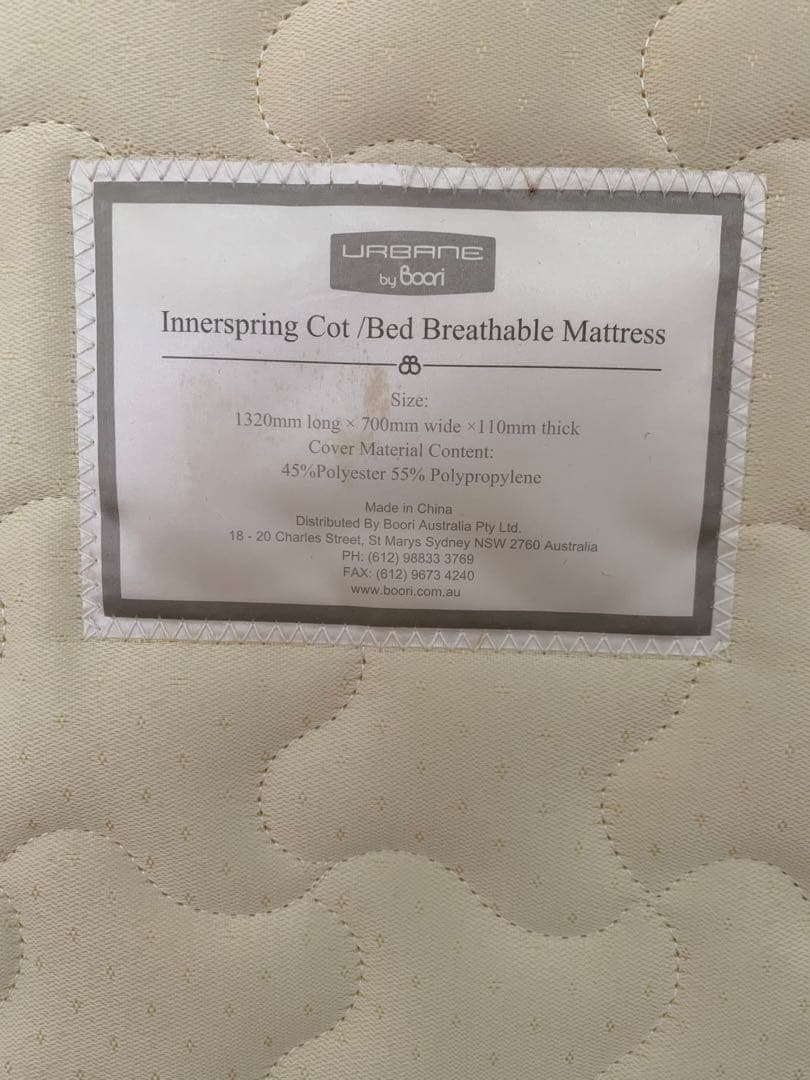 URBANE
by Boori
Innerspring Cot /Bed Breathable Mattress
Size:
1320mm long × 700mm wide ×110mm thick
Cover Material Content:
45%Polyester 55% Polypropylene
Made in China
Distributed By Boori Australia Pty Ltd.
18 - 20 Charles Street, St Marys Sydney NSW 2760 Australia
PH: (612) 98833 3769
FAX: (612) 9673 4240
www.boori.com.au